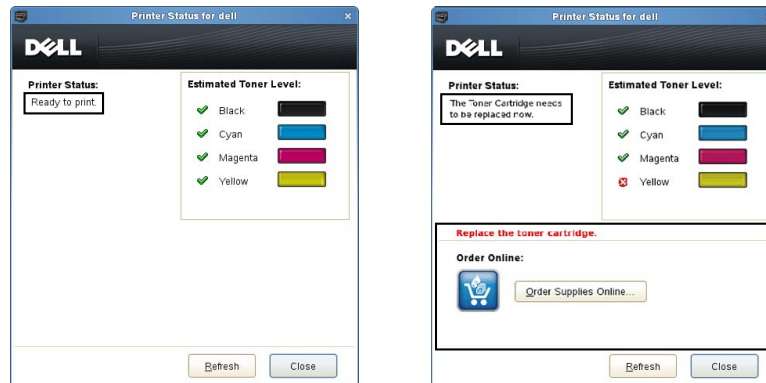 Printer Status for dell
DELL
Printer Status:
Ready to print.
Estimated Toner Level:
Black
Cyan
Magenta
Yellow
Refresh
Close
Printer Status for dell
DELL
Printer Status:
The Toner Cartridge needs
to be replaced now.
Estimated Toner Level:
Black
Cyan
Magenta
Yellow
Replace the toner cartridge.
Order Online:
Order Supplies Online...
Refresh
Close